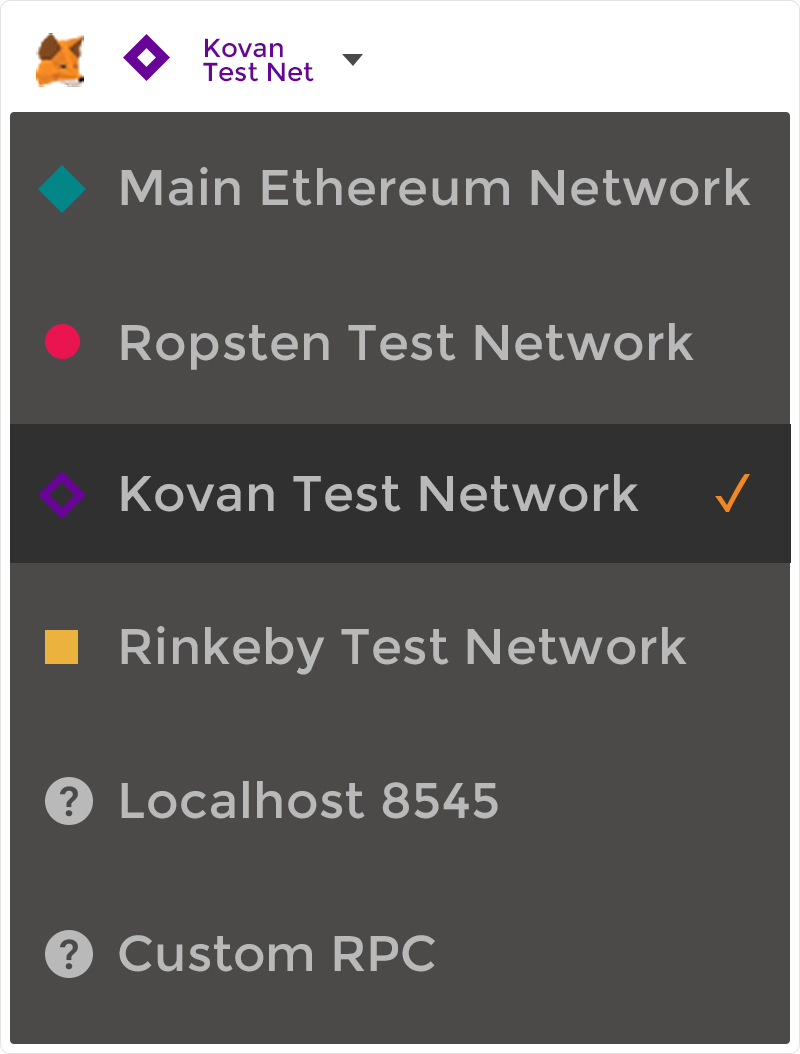 Kovan
Test Net
Main Ethereum Network
Ropsten Test Network
Kovan Test Network
Rinkeby Test Network
? Localhost 8545
? Custom RPC